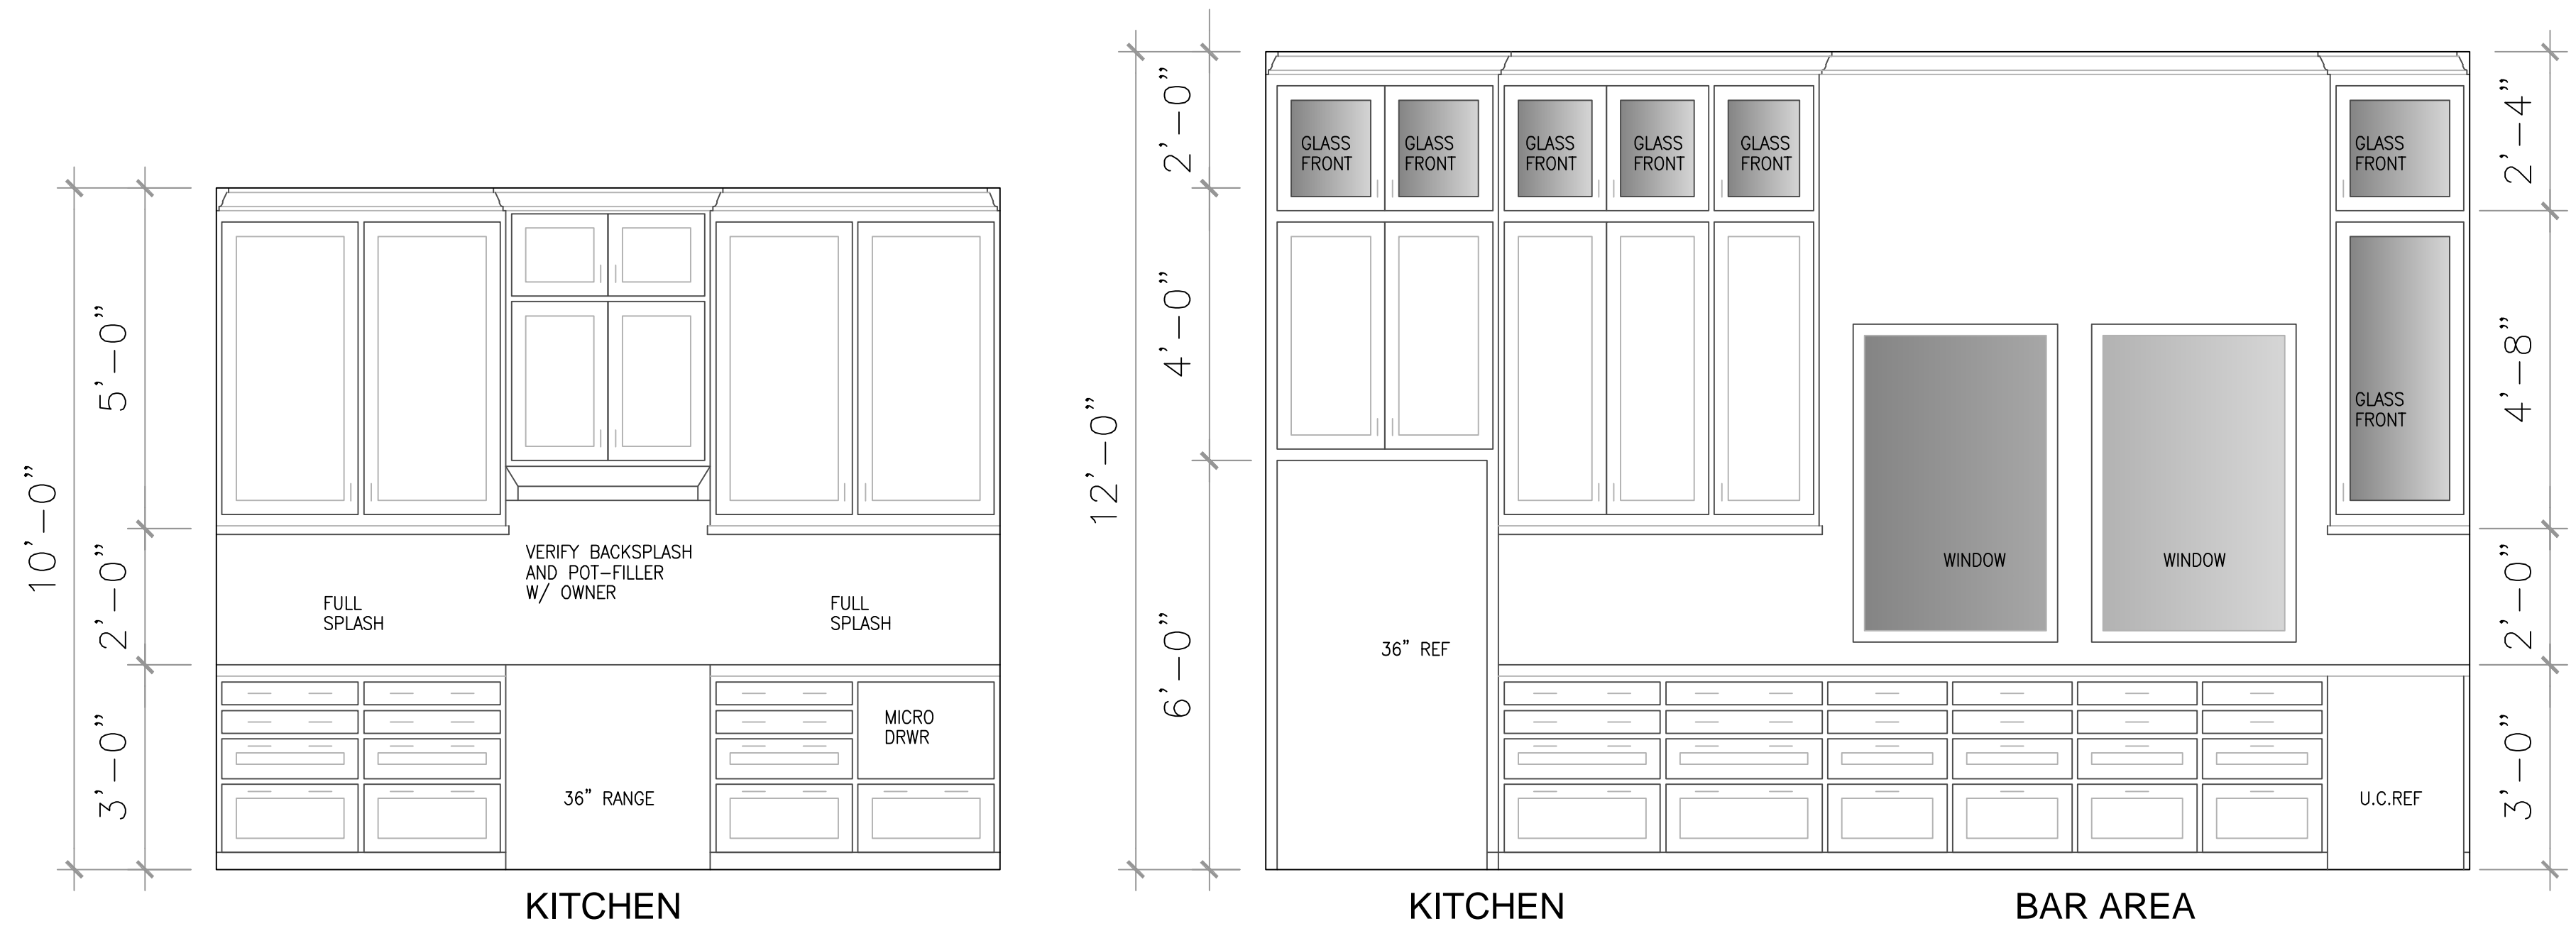 10'-0"
5'-0"
2'-0"
3'-0"
VERIFY BACKSPLASH
AND POT-FILLER
W/ OWNER
FULL
SPLASH
FULL
SPLASH
MICRO
DRWR
36" RANGE
KITCHEN
12'-0"
2'-0"
4'-0"
6'-0"
GLASS
FRONT
GLASS
FRONT
GLASS
FRONT
GLASS
FRONT
GLASS
FRONT
GLASS
FRONT
GLASS
FRONT
WINDOW
WINDOW
36" REF
U.C.REF
2'-4"
4'-8"
2'-0"
3'-0"
KITCHEN
BAR AREA